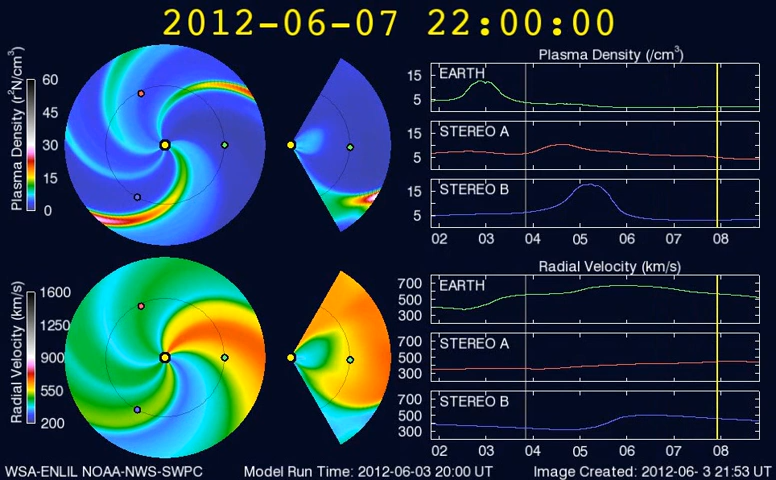 2012-06-07 22:00:00
Plasma Density (r²N/cm³)
60
45
30
15
0
Plasma Density (/cm³)
EARTH
15
5
STEREO A
15
5
STEREO B
15
5
02 03 04 05 06 07 08
Radial Velocity (km/s)
1600
1250
900
550
200
Radial Velocity (km/s)
EARTH
700
500
300
STEREO A
700
500
300
STEREO B
700
500
300
02 03 04 05 06 07 08
WSA-ENLIL NOAA-NWS-SWPC Model Run Time: 2012-06-03 20:00 UT Image Created: 2012-06- 3 21:53 UT